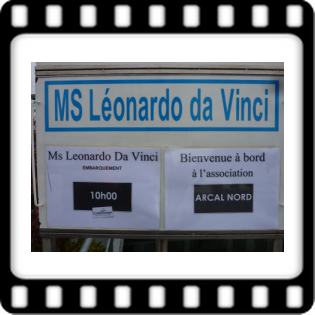 MS Léonardo da Vinci
Ms Leonardo Da Vinci
EMBARQUEMENT
10h00
Bienvenue à bord
à l'association
ARCAL NORD